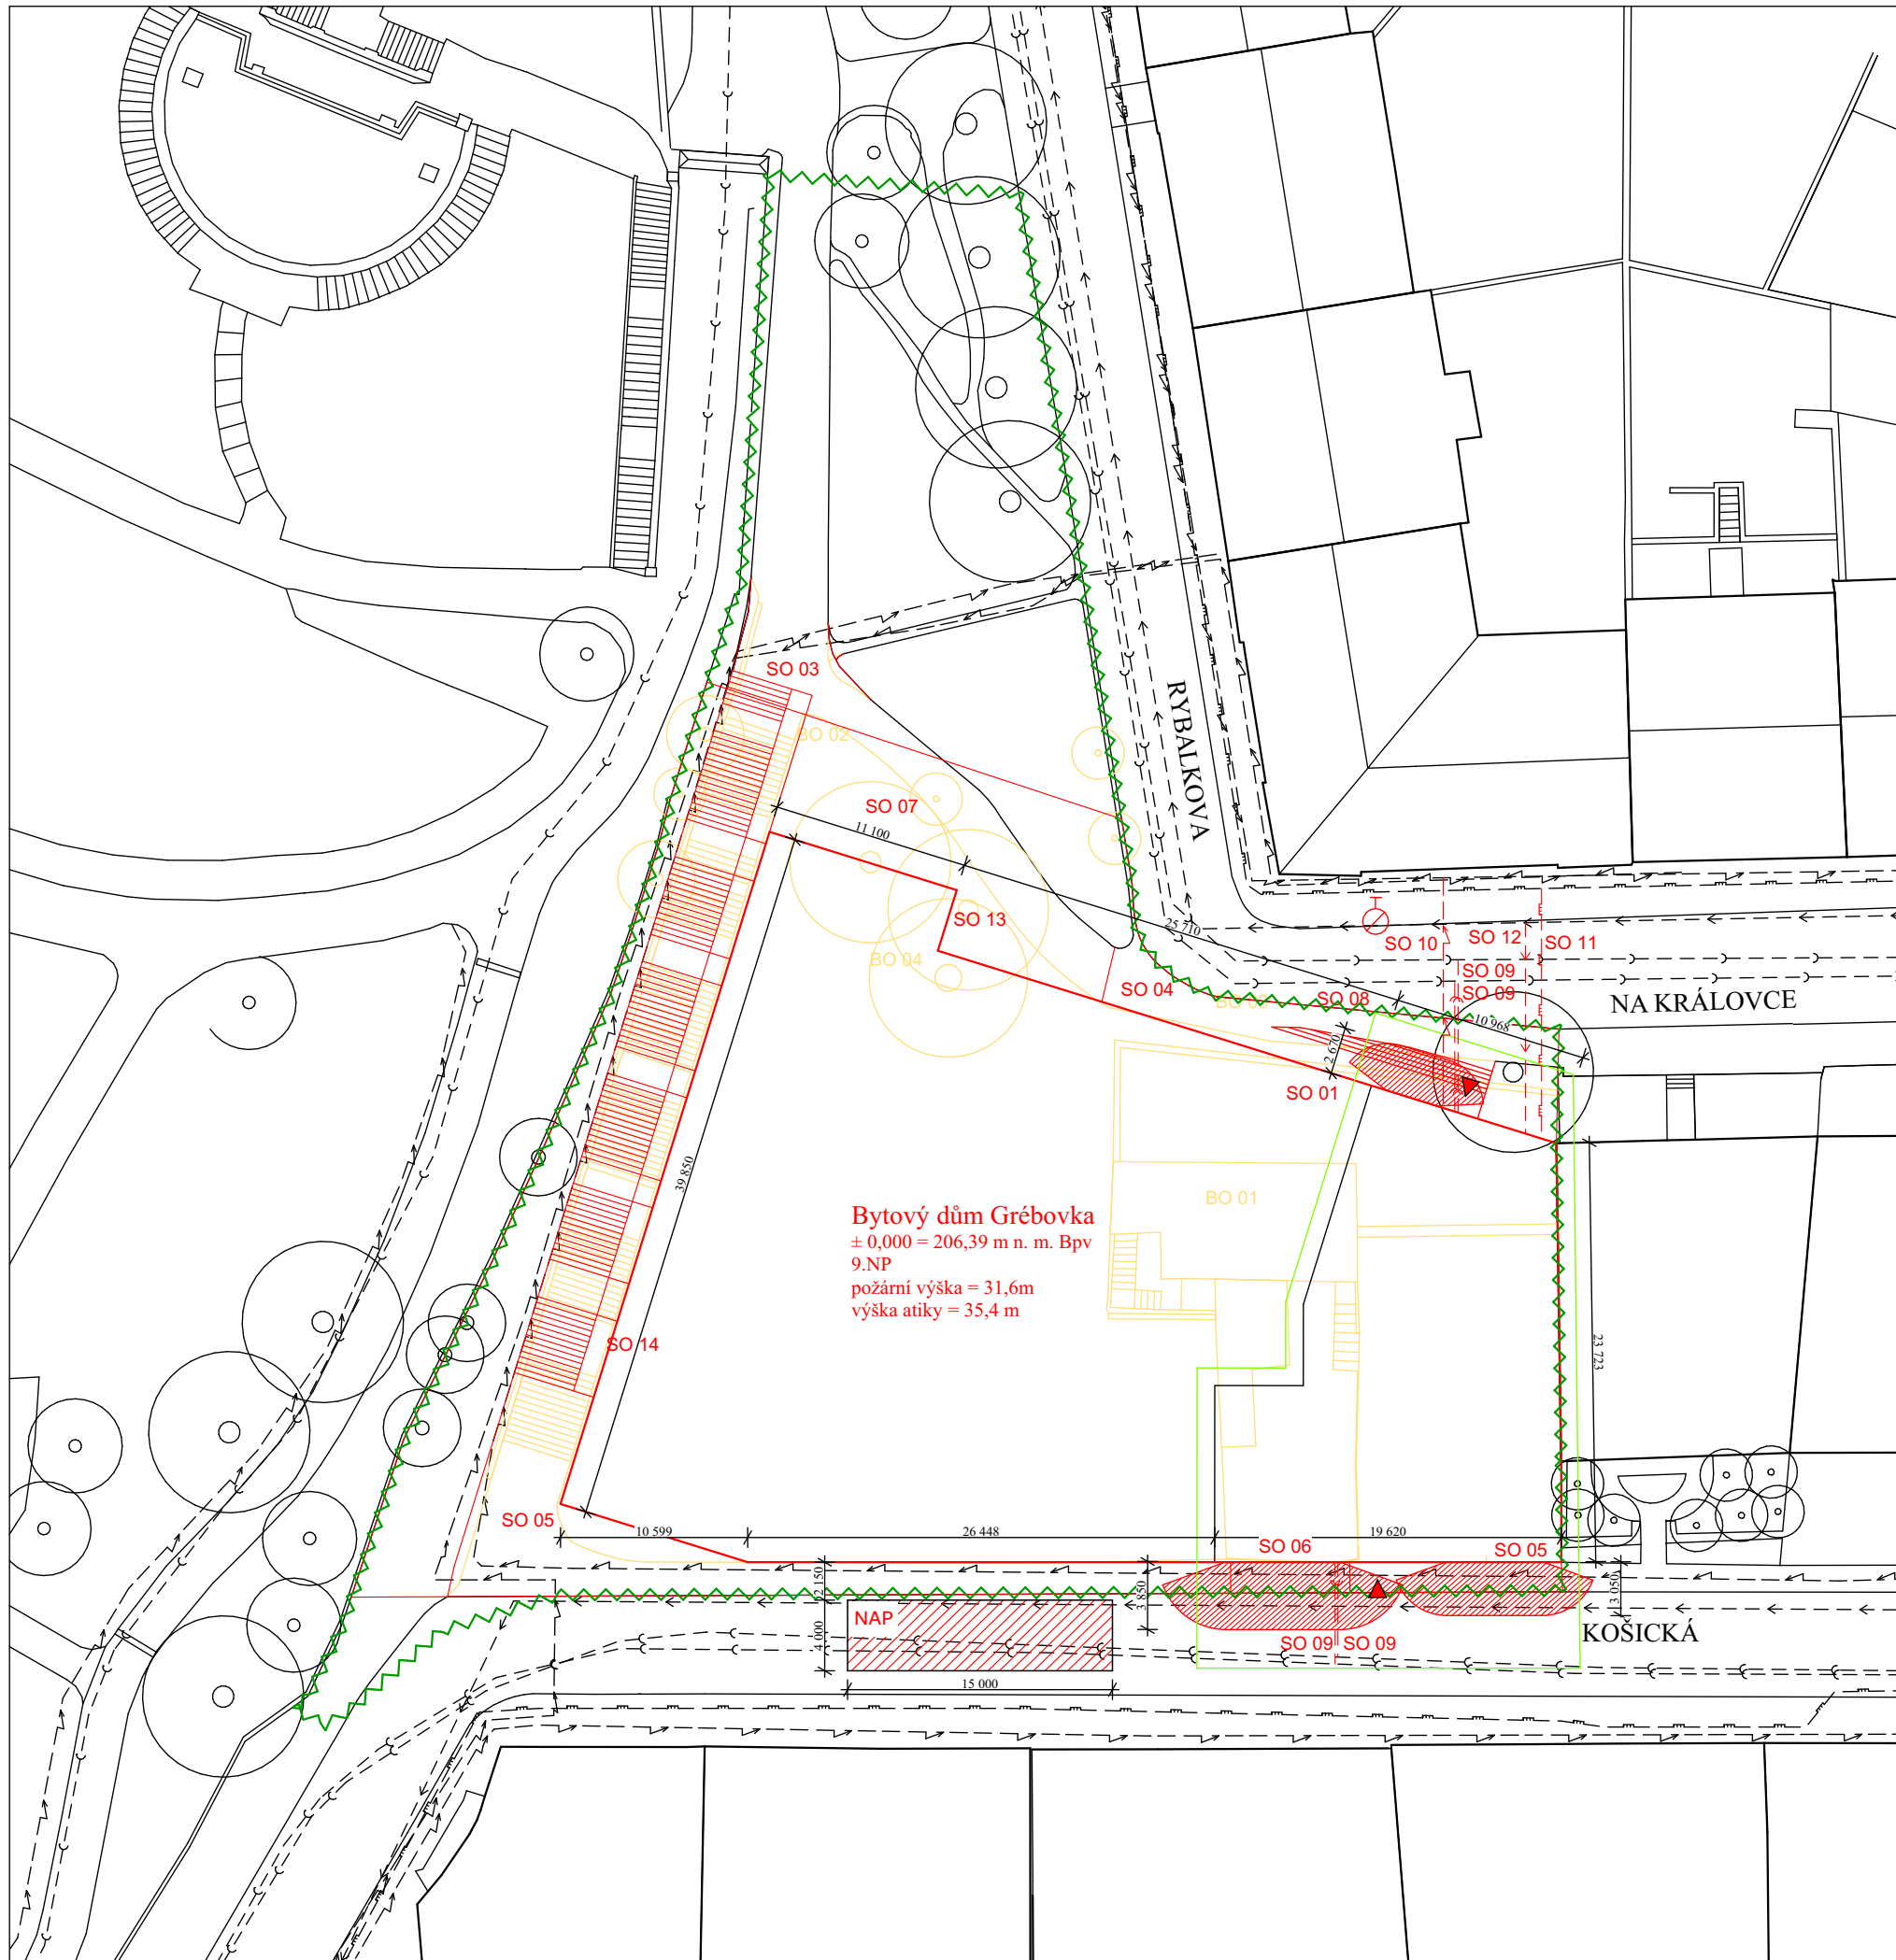 SO 03
BO 02
SO 07
11 100
RYBALKOVA
SO 13
25 710
BO 04
SO 10
SO 12
SO 11
SO 09
SO 09
SO 04
SO 08
NA KRÁLOVCE
10 968
2 670
SO 01
39 850
BO 01
Bytový dům Grébovka
± 0,000 = 206,39 m n. m. Bpv
9.NP
požární výška = 31,6m
výška atiky = 35,4 m
SO 14
23 723
SO 05
10 599
26 448
19 620
SO 06
SO 05
2 150
3 850
3 050
NAP
4 000
KOŠICKÁ
SO 09
SO 09
15 000